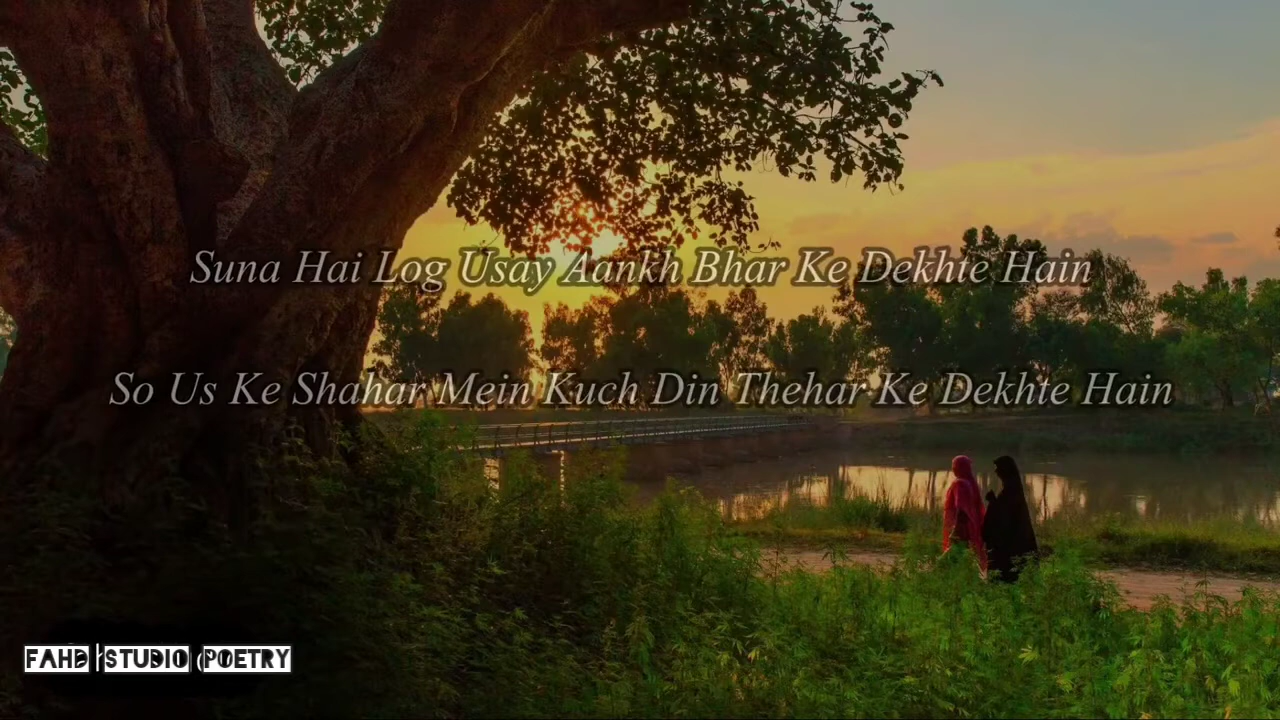 Suna Hai Log Usay Aankh Bhar Ke Dekhte Hain
So Us Ke Shahar Mein Kuch Din Thehar Ke Dekhte Hain
FAHD STUDIO POETRY